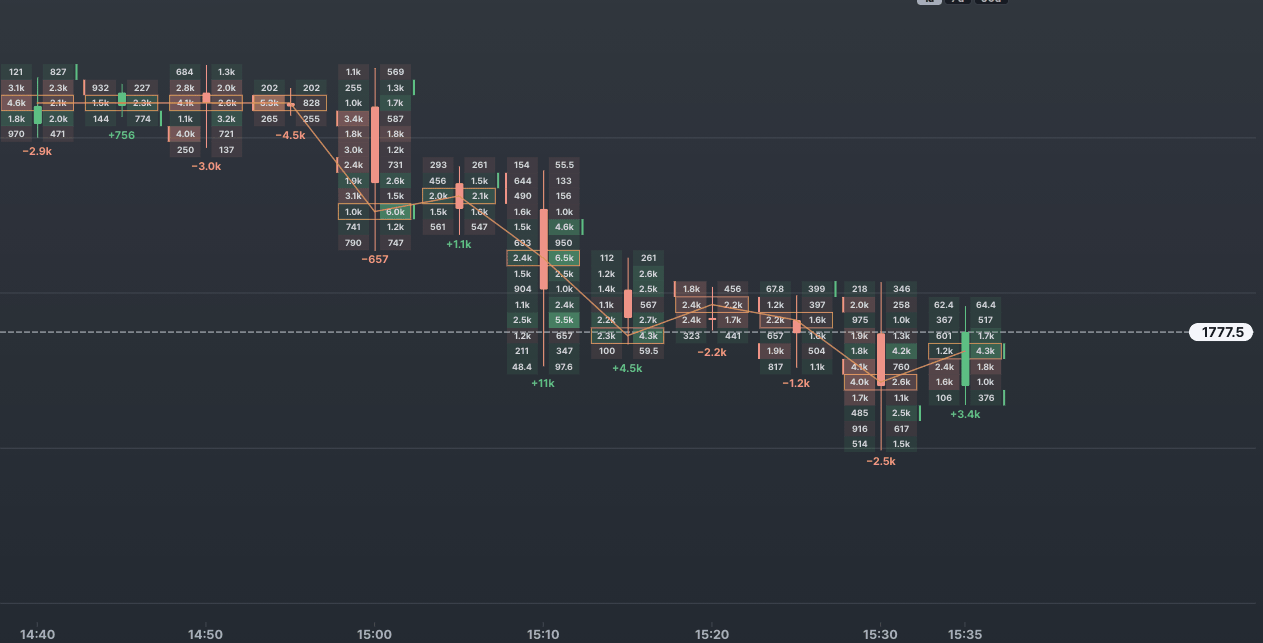 121 827
3.1k 2.3k
4.6k 2.1k
1.8k 2.0k
970 471
−2.9k
932 227
1.5k 2.3k
144 774
+756
684 1.3k
2.8k 2.0k
4.1k 2.6k
1.1k 3.2k
4.0k 721
250 137
−3.0k
202 202
5.3k 828
265 255
−4.5k
1.1k 569
255 1.3k
1.0k 1.7k
3.4k 587
1.8k 1.8k
3.0k 1.2k
2.4k 731
1.9k 2.6k
3.1k 1.5k
1.0k 6.0k
741 1.2k
790 747
−657
293 261
456 1.5k
2.0k 2.1k
1.5k 1.6k
561 547
+1.1k
154 55.5
644 133
490 156
1.6k 1.0k
1.5k 4.6k
693 950
2.4k 6.5k
1.5k 2.5k
904 1.0k
1.1k 2.4k
2.5k 5.5k
1.2k 657
211 347
48.4 97.6
+11k
112 261
1.2k 2.6k
1.4k 2.5k
1.1k 567
2.2k 2.7k
2.3k 4.3k
100 59.5
+4.5k
1.8k 456
2.4k 2.2k
2.4k 1.7k
323 441
−2.2k
67.8 399
1.2k 397
2.2k 1.6k
657 1.6k
1.9k 504
817 1.1k
−1.2k
218 346
2.0k 258
975 1.0k
1.9k 1.3k
1.8k 4.2k
4.1k 760
4.0k 2.6k
1.7k 1.1k
485 2.5k
916 617
514 1.5k
−2.5k
62.4 64.4
367 517
601 1.7k
1.2k 4.3k
2.4k 1.8k
1.6k 1.0k
106 376
+3.4k
1777.5
14:40 14:50 15:00 15:10 15:20 15:30 15:35